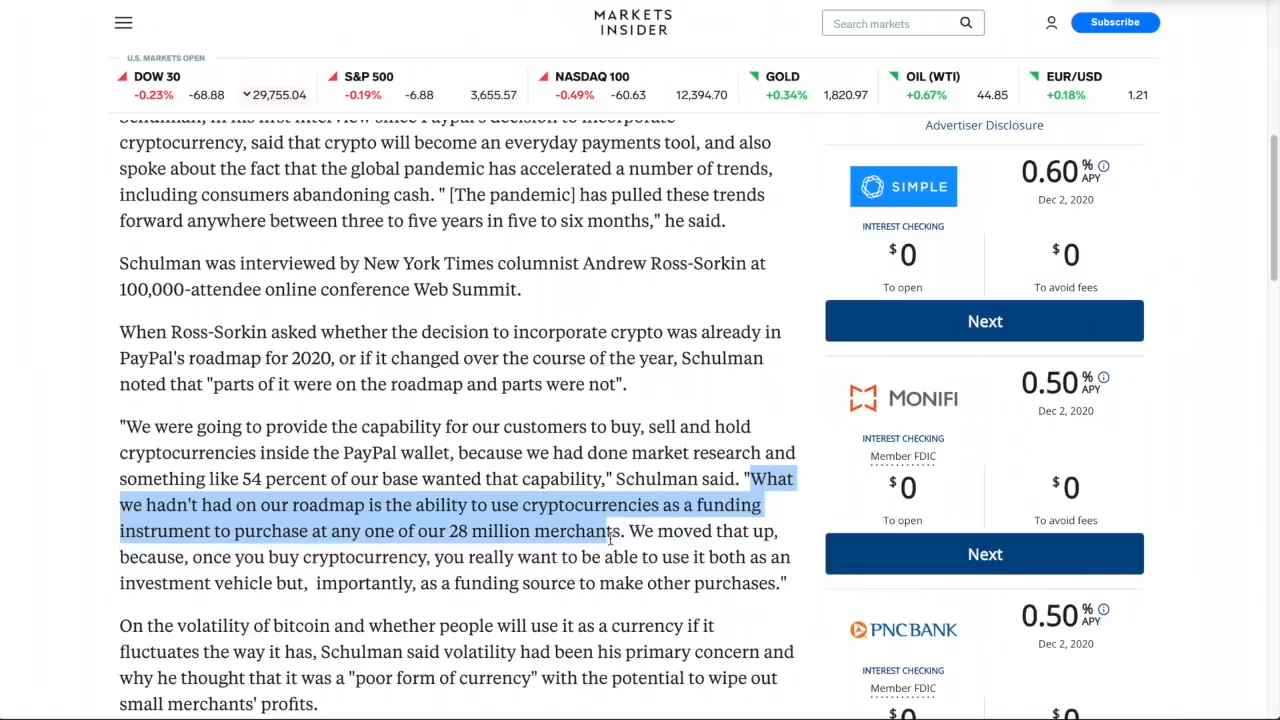 MARKETS
INSIDER
Search markets
Subscribe
U.S. MARKETS OPEN
DOW 30
-0.23% -68.88 29,755.04
S&P 500
-0.19% -6.88 3,655.57
NASDAQ 100
-0.49% -60.63 12,394.70
GOLD
+0.34% 1,820.97
OIL (WTI)
+0.67% 44.85
EUR/USD
+0.18% 1.21
Schulman, in his first interview since Paypal's decision to incorporate
cryptocurrency, said that crypto will become an everyday payments tool, and also
spoke about the fact that the global pandemic has accelerated a number of trends,
including consumers abandoning cash. " [The pandemic] has pulled these trends
forward anywhere between three to five years in five to six months," he said.
Schulman was interviewed by New York Times columnist Andrew Ross-Sorkin at
100,000-attendee online conference Web Summit.
When Ross-Sorkin asked whether the decision to incorporate crypto was already in
PayPal's roadmap for 2020, or if it changed over the course of the year, Schulman
noted that "parts of it were on the roadmap and parts were not".
"We were going to provide the capability for our customers to buy, sell and hold
cryptocurrencies inside the PayPal wallet, because we had done market research and
something like 54 percent of our base wanted that capability," Schulman said. "What
we hadn't had on our roadmap is the ability to use cryptocurrencies as a funding
instrument to purchase at any one of our 28 million merchants. We moved that up,
because, once you buy cryptocurrency, you really want to be able to use it both as an
investment vehicle but, importantly, as a funding source to make other purchases."
On the volatility of bitcoin and whether people will use it as a currency if it
fluctuates the way it has, Schulman said volatility had been his primary concern and
why he thought that it was a "poor form of currency" with the potential to wipe out
small merchants' profits.
Advertiser Disclosure
SIMPLE
0.60 % APY
Dec 2, 2020
INTEREST CHECKING
$0
To open
$0
To avoid fees
Next
MONIFI
0.50 % APY
Dec 2, 2020
INTEREST CHECKING
Member FDIC
$0
To open
$0
To avoid fees
Next
PNC BANK
0.50 % APY
Dec 2, 2020
INTEREST CHECKING
Member FDIC
$0
$0